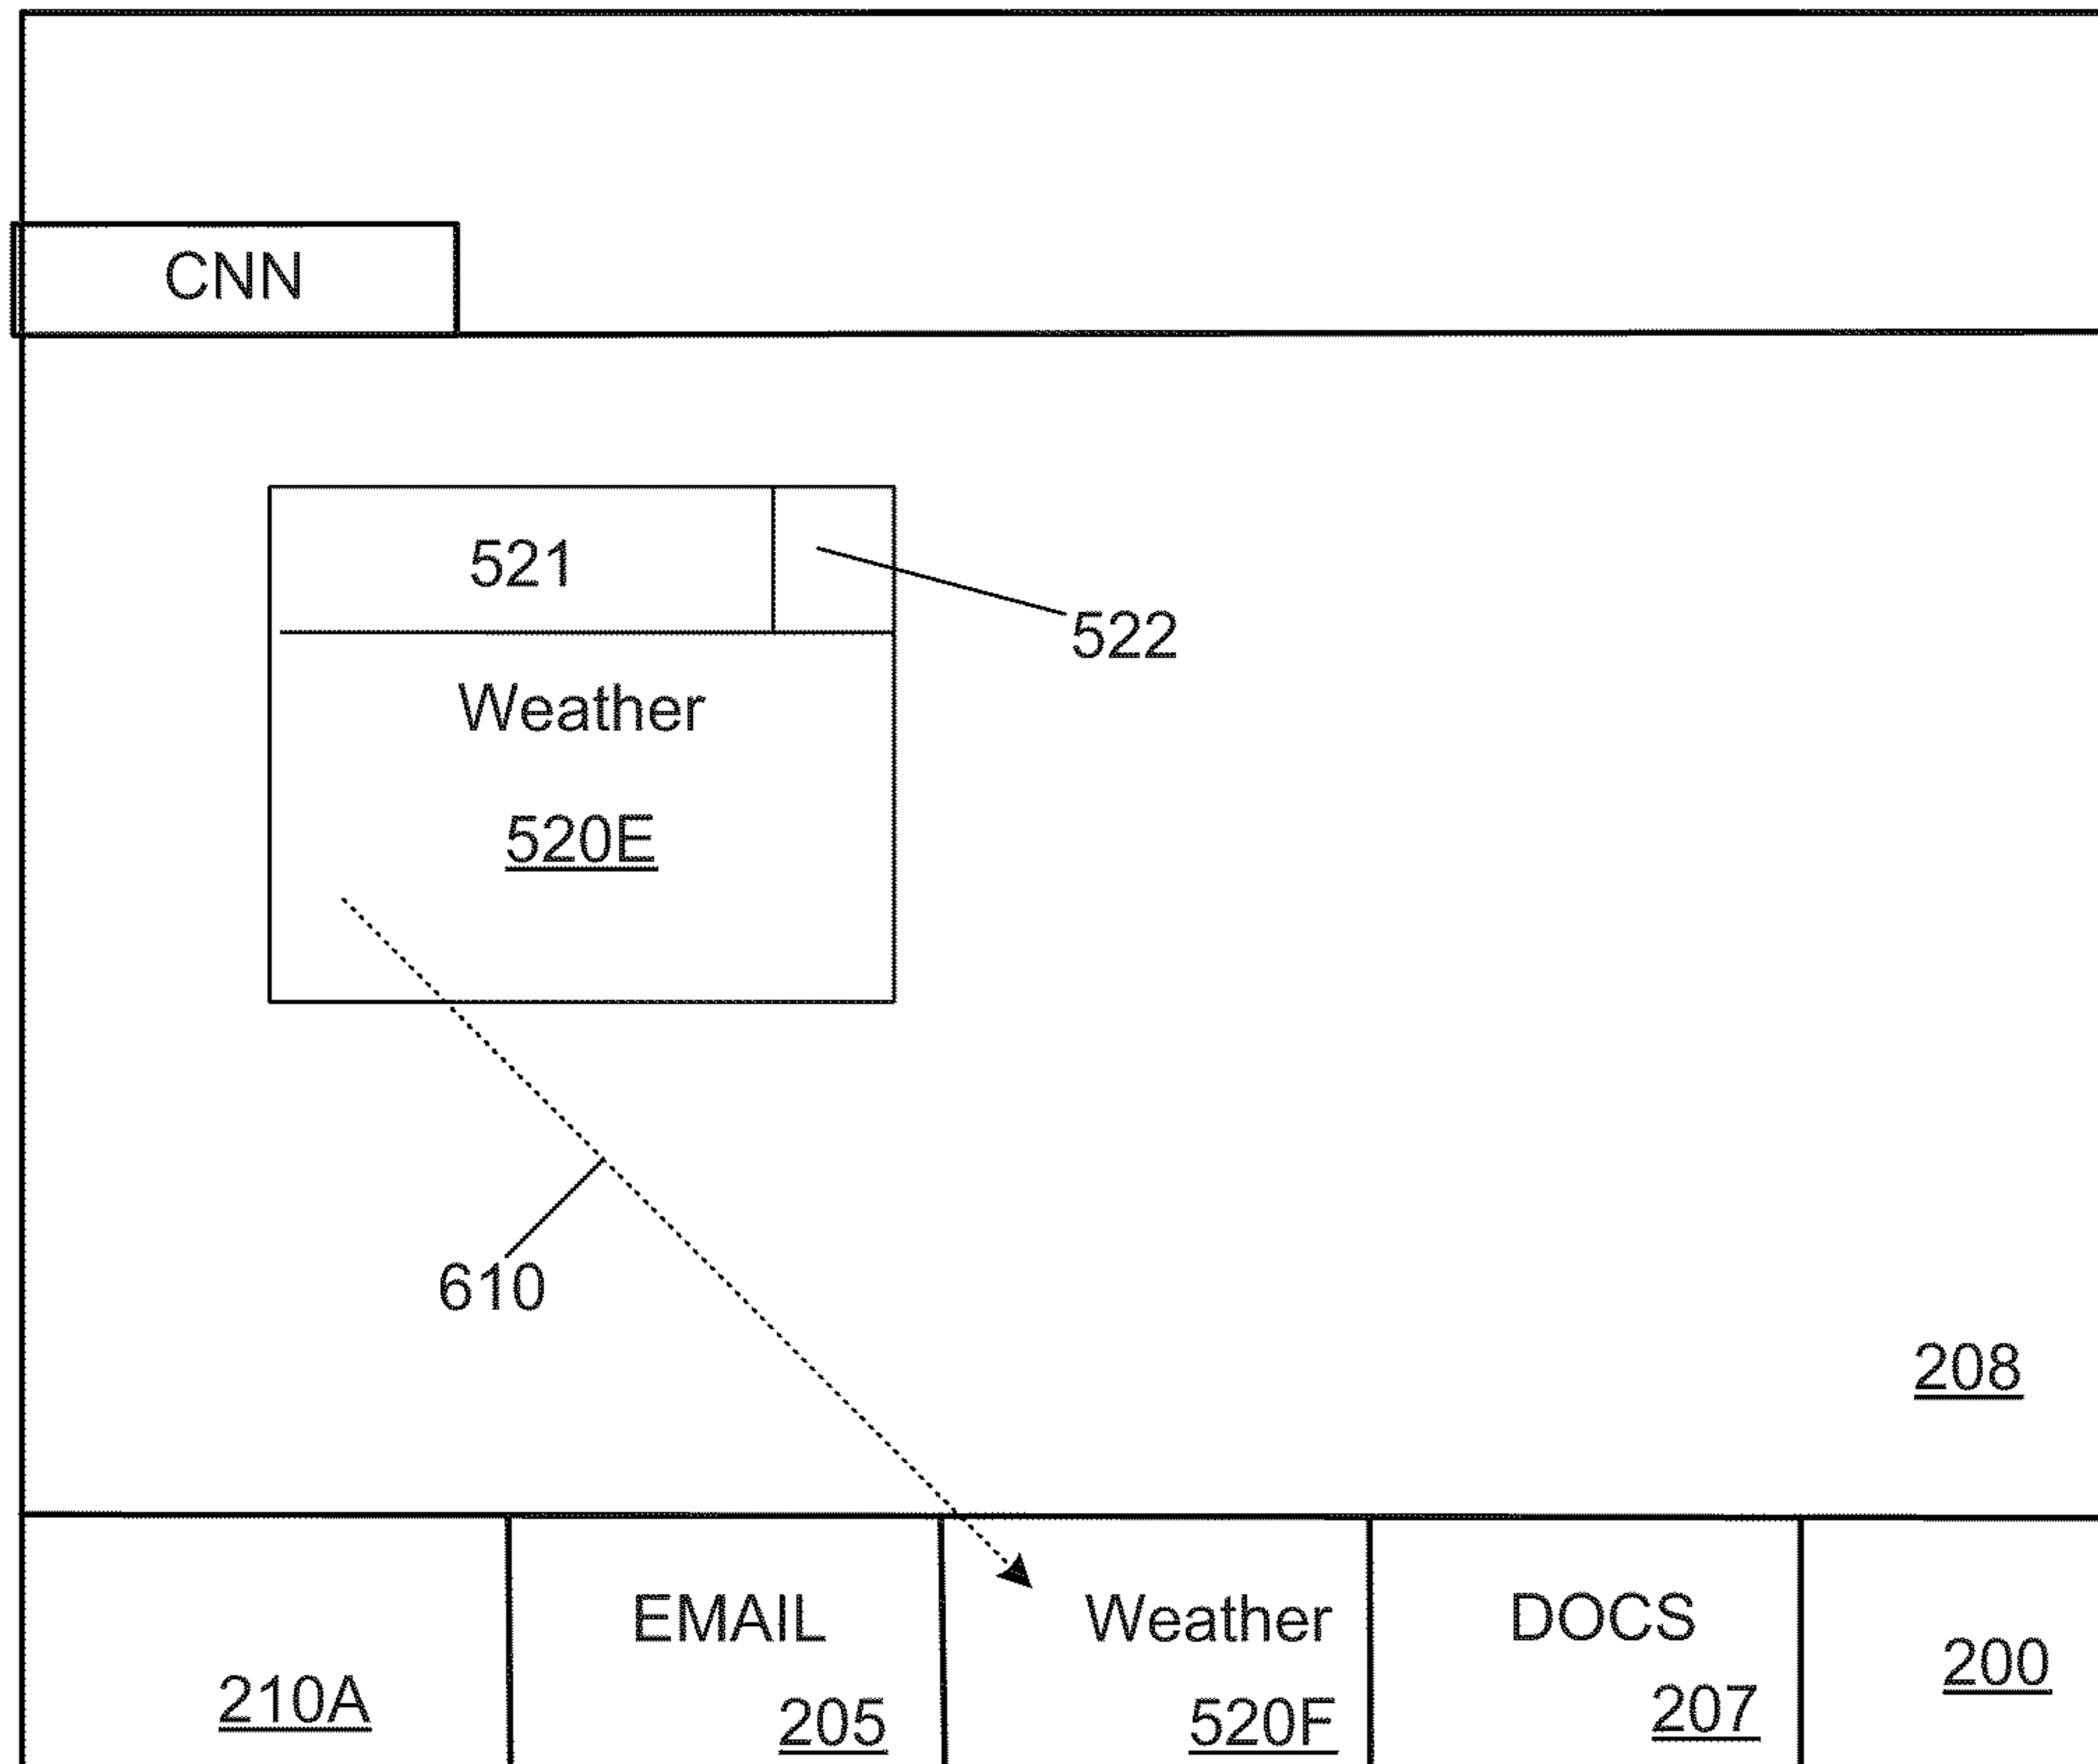 CNN
521
522
Weather
520E
610
208
EMAIL
Weather
DOCS
210A
205
520F
207
200